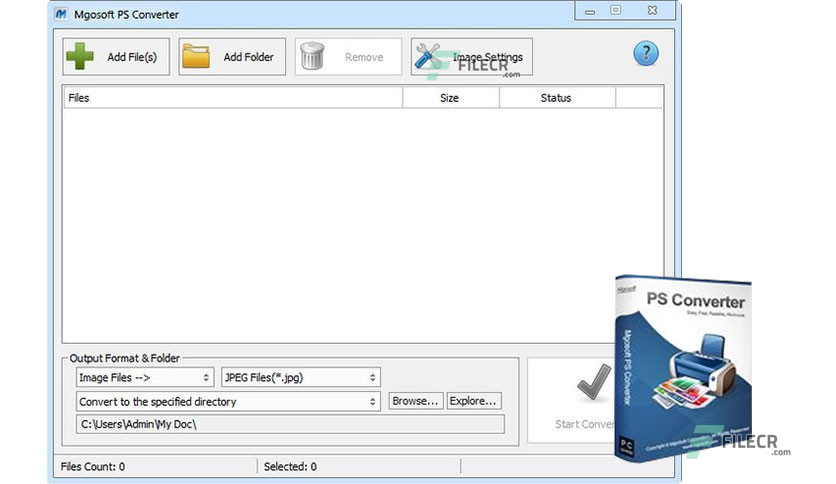 Mgosoft PS Converter
Add File(s)
Add Folder
Remove
Image Settings
?
FILECR
.com
Files
Size
Status
Output Format & Folder
Image Files -->
JPEG Files(*.jpg)
Convert to the specified directory
Browse...
Explore...
C:\Users\Admin\My Doc\
Start Conver
Files Count: 0
Selected: 0
Mgosoft
PS Converter
Mgosoft PS Converter
PC
FILECR
.com